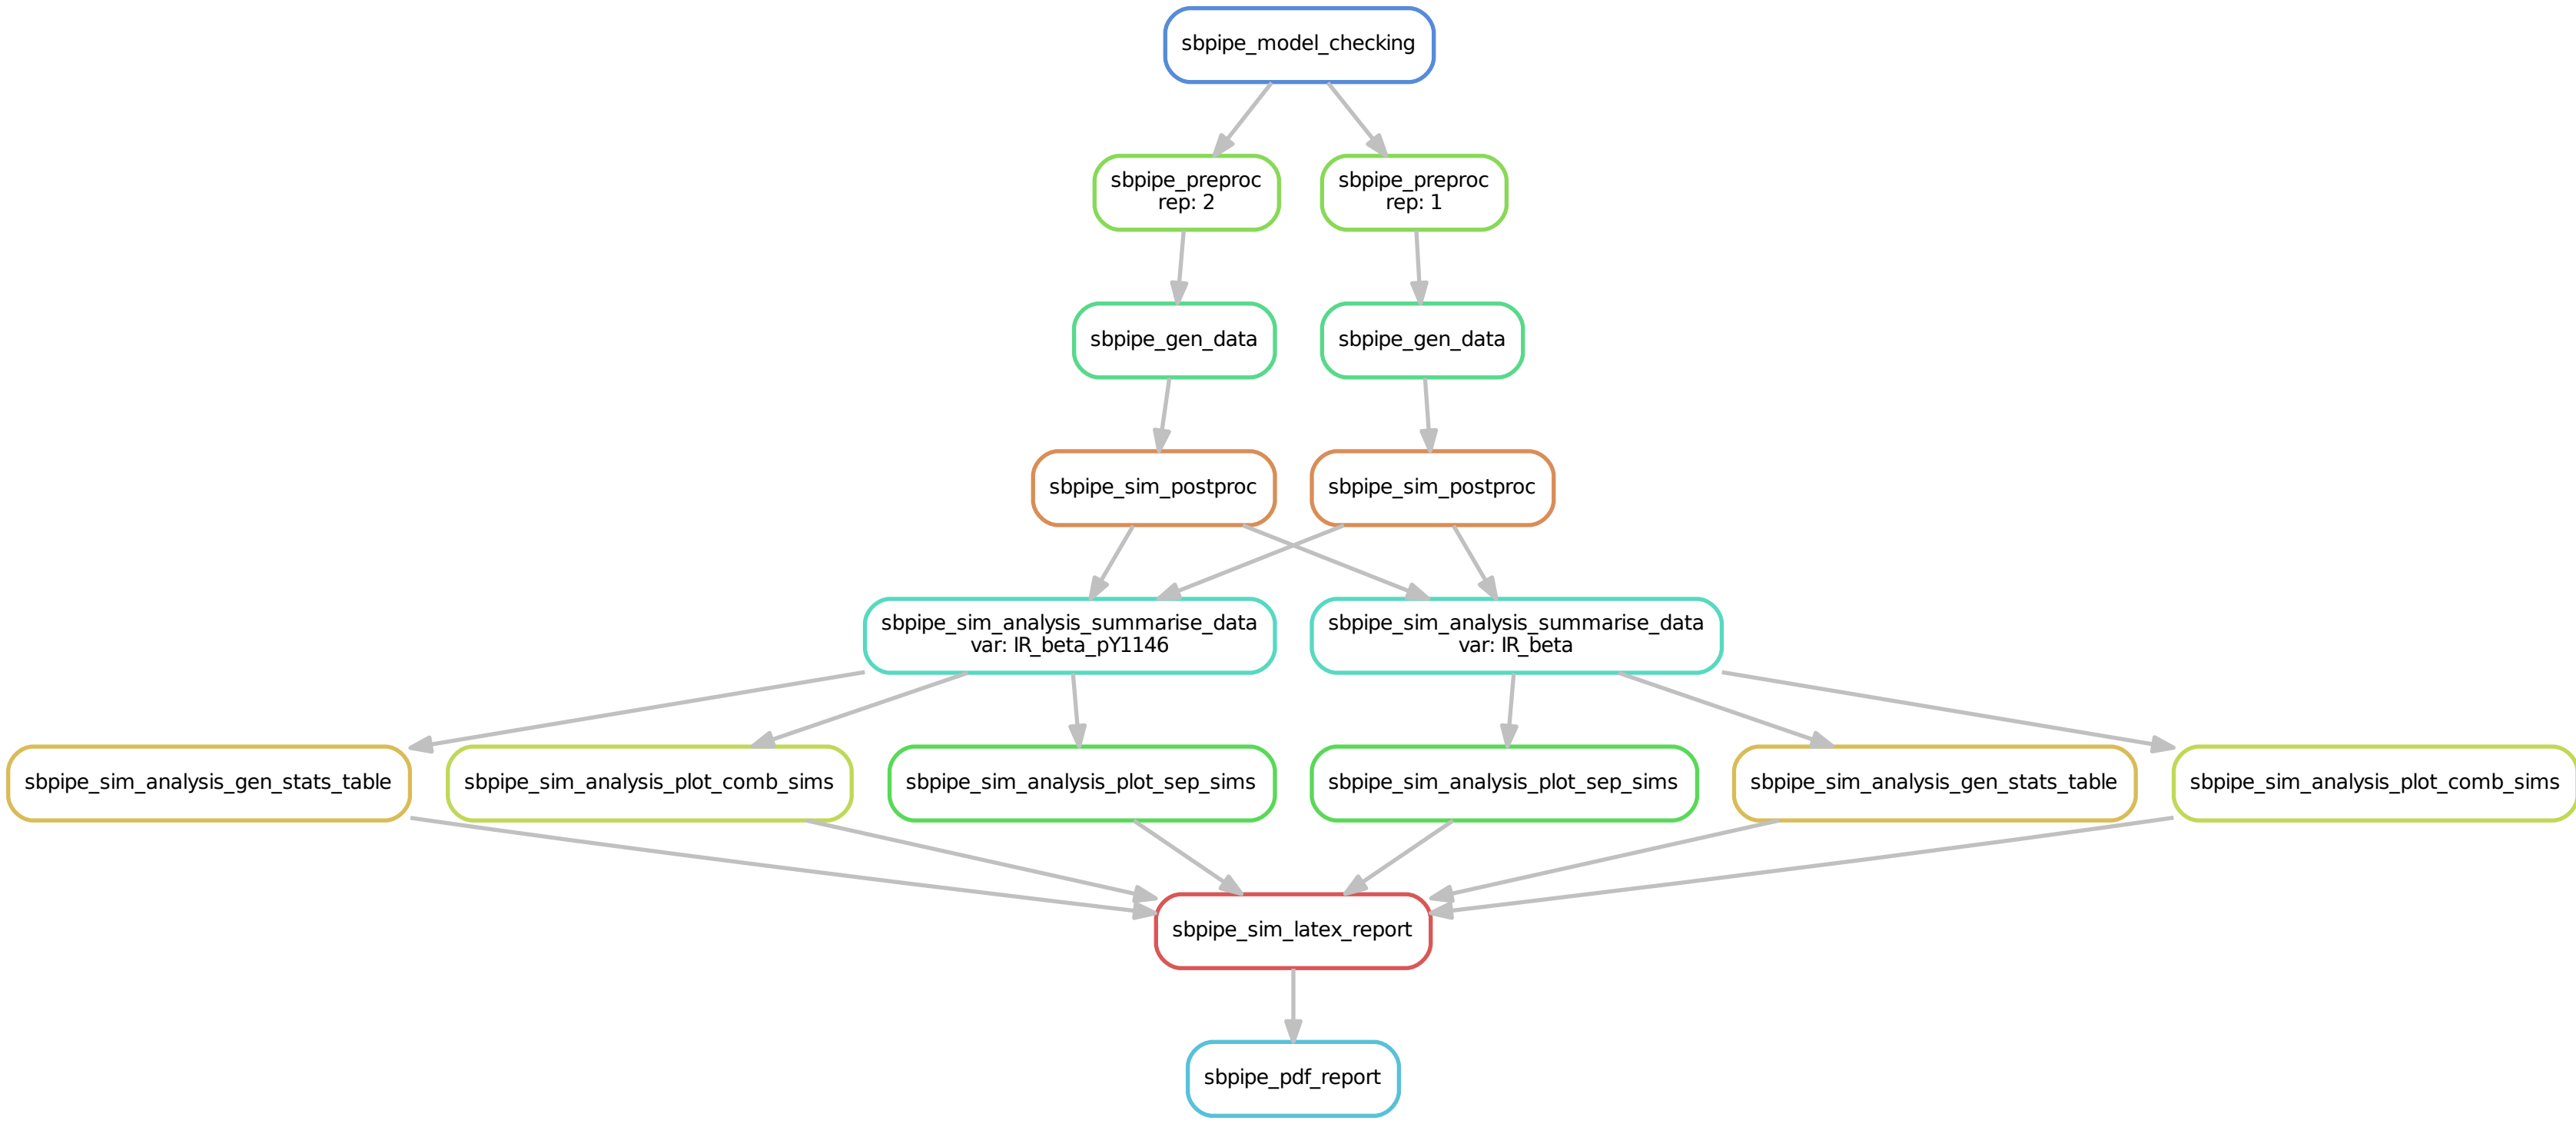 sbpipe_model_checking
sbpipe_preproc
rep: 2
sbpipe_preproc
rep: 1
sbpipe_gen_data
sbpipe_gen_data
sbpipe_sim_postproc
sbpipe_sim_postproc
sbpipe_sim_analysis_summarise_data
var: IR_beta_pY1146
sbpipe_sim_analysis_summarise_data
var: IR_beta
sbpipe_sim_analysis_gen_stats_table
sbpipe_sim_analysis_plot_comb_sims
sbpipe_sim_analysis_plot_sep_sims
sbpipe_sim_analysis_plot_sep_sims
sbpipe_sim_analysis_gen_stats_table
sbpipe_sim_analysis_plot_comb_sims
sbpipe_sim_latex_report
sbpipe_pdf_report